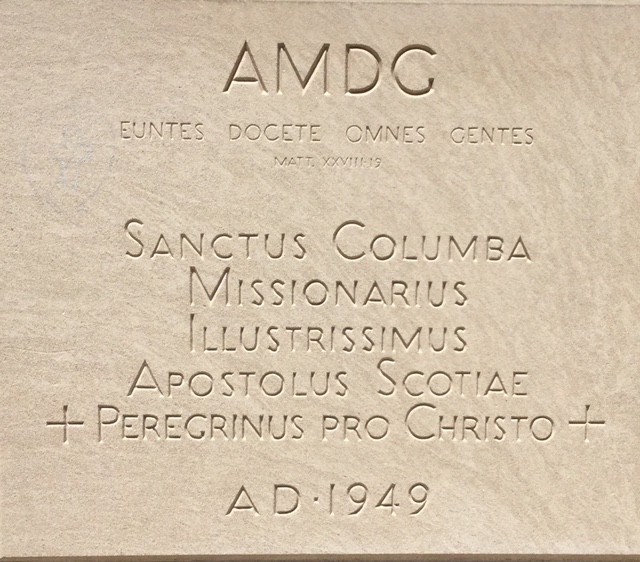 AMDG
EUNTES DOCETE OMNES GENTES
MATT. XXVIII·19
SANCTUS COLUMBA
MISSIONARIUS
ILLUSTRISSIMUS
APOSTOLUS SCOTIAE
+ PEREGRINUS PRO CHRISTO +
AD·1949